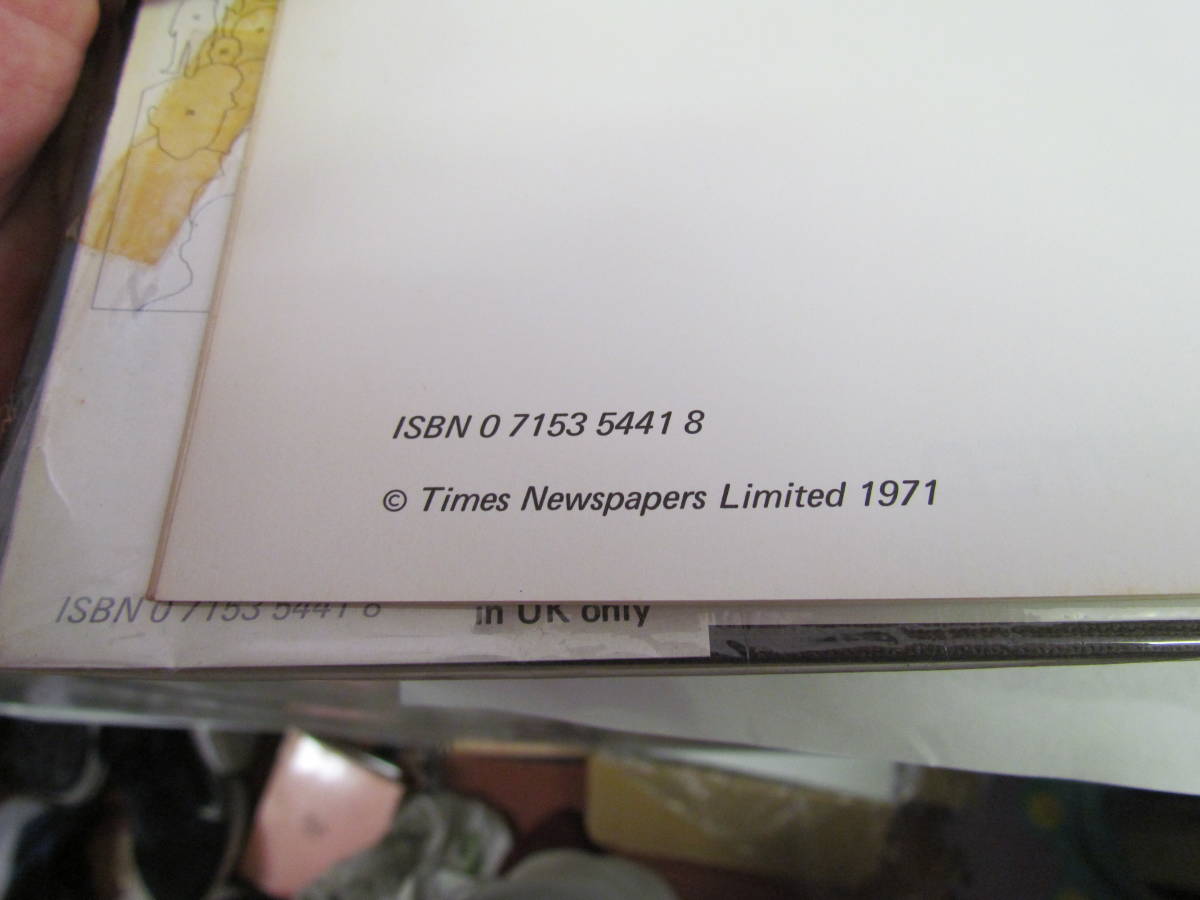 ISBN 0 7153 5441 8
© Times Newspapers Limited 1971
ISBN 0 7153 5441 8
in UK only